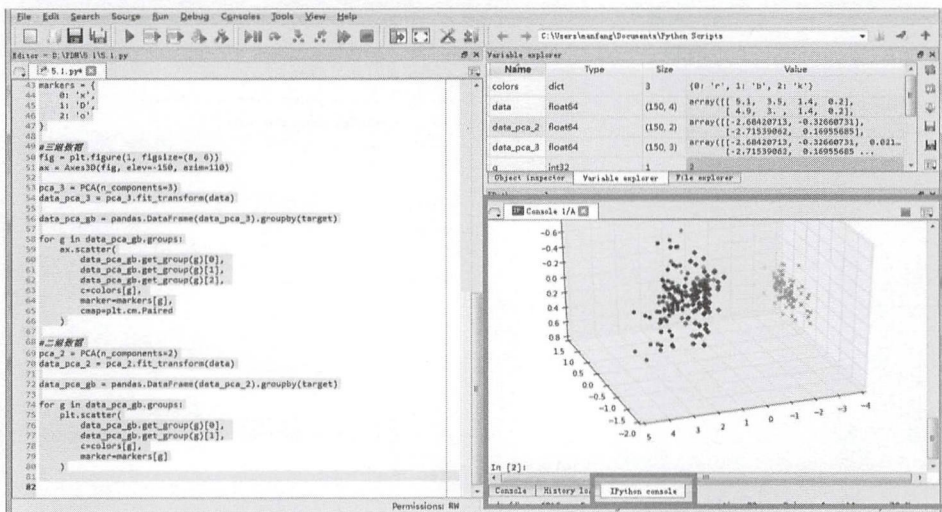 File Edit Search Source Run Debug Consoles Tools View Help
C:\Users\manfang\Documents\Python Scripts
Editor - D:\PDM\5 1\5.1.py
5.1.py*
43 markers = {
44     0: 'x',
45     1: 'D',
46     2: 'o'
47 }
48
49 #三维数据
50 fig = plt.figure(1, figsize=(8, 6))
51 ax = Axes3D(fig, elev=-150, azim=110)
52
53 pca_3 = PCA(n_components=3)
54 data_pca_3 = pca_3.fit_transform(data)
55
56 data_pca_gb = pandas.DataFrame(data_pca_3).groupby(target)
57
58 for g in data_pca_gb.groups:
59     ax.scatter(
60         data_pca_gb.get_group(g)[0],
61         data_pca_gb.get_group(g)[1],
62         data_pca_gb.get_group(g)[2],
63         c=colors[g],
64         marker=markers[g],
65         cmap=plt.cm.Paired
66     )
67
68 #二维数据
69 pca_2 = PCA(n_components=2)
70 data_pca_2 = pca_2.fit_transform(data)
71
72 data_pca_gb = pandas.DataFrame(data_pca_2).groupby(target)
73
74 for g in data_pca_gb.groups:
75     plt.scatter(
76         data_pca_gb.get_group(g)[0],
77         data_pca_gb.get_group(g)[1],
78         c=colors[g],
79         marker=markers[g]
80     )
81
82
Permissions: RW
Variable explorer
Name Type Size Value
colors dict 3 {0: 'r', 1: 'b', 2: 'k'}
data float64 (150, 4) array([[ 5.1, 3.5, 1.4, 0.2],
[ 4.9, 3. , 1.4, 0.2],
data_pca_2 float64 (150, 2) array([[-2.68420713, -0.32660731],
[-2.71539062, 0.16955685],
data_pca_3 float64 (150, 3) array([[-2.68420713, -0.32660731, 0.021...
[-2.71539062, 0.16955685 ...
g int32 1 2
Object inspector Variable explorer File explorer
Console 1/A
-0.6
-0.4
-0.2
0.0
0.2
0.4
0.6
0.8
1.5
1.0
0.5
0.0
-0.5
-1.0
-1.5
-2.0
5 4 3 2 1 0 -1 -2 -3 -4
In [2]:
Console History lo IPython console